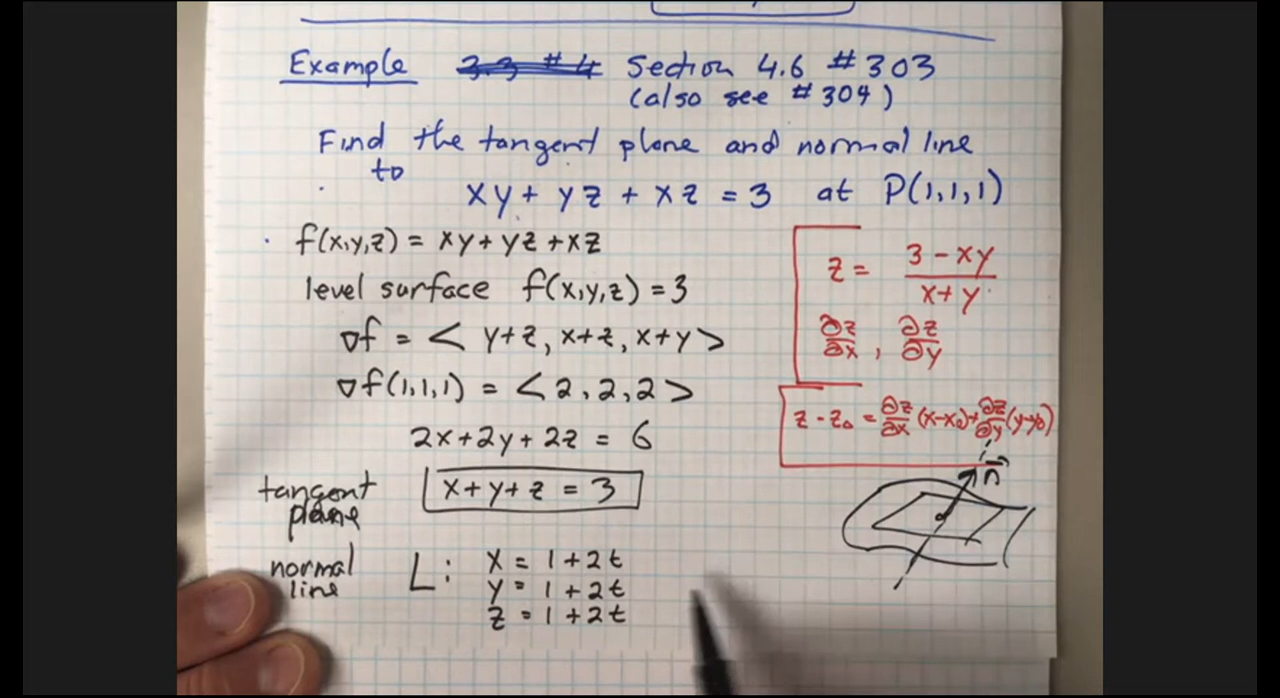 Example 3.3 #4 Section 4.6 #303
(also see #304)
Find the tangent plane and normal line
to
xy + yz + xz = 3 at P(1,1,1)
f(x,y,z) = xy + yz + xz
level surface f(x,y,z) = 3
∇f = < y+z, x+z, x+y >
∇f(1,1,1) = < 2, 2, 2 >
2x+2y+2z = 6
tangent plane
x+y+z = 3
normal line
L: x = 1+2t
y = 1+2t
z = 1+2t
z = (3-xy)/(x+y)
∂z/∂x, ∂z/∂y
z-z₀ = ∂z/∂x (x-x₀)+∂z/∂y (y-y₀)
n⃗